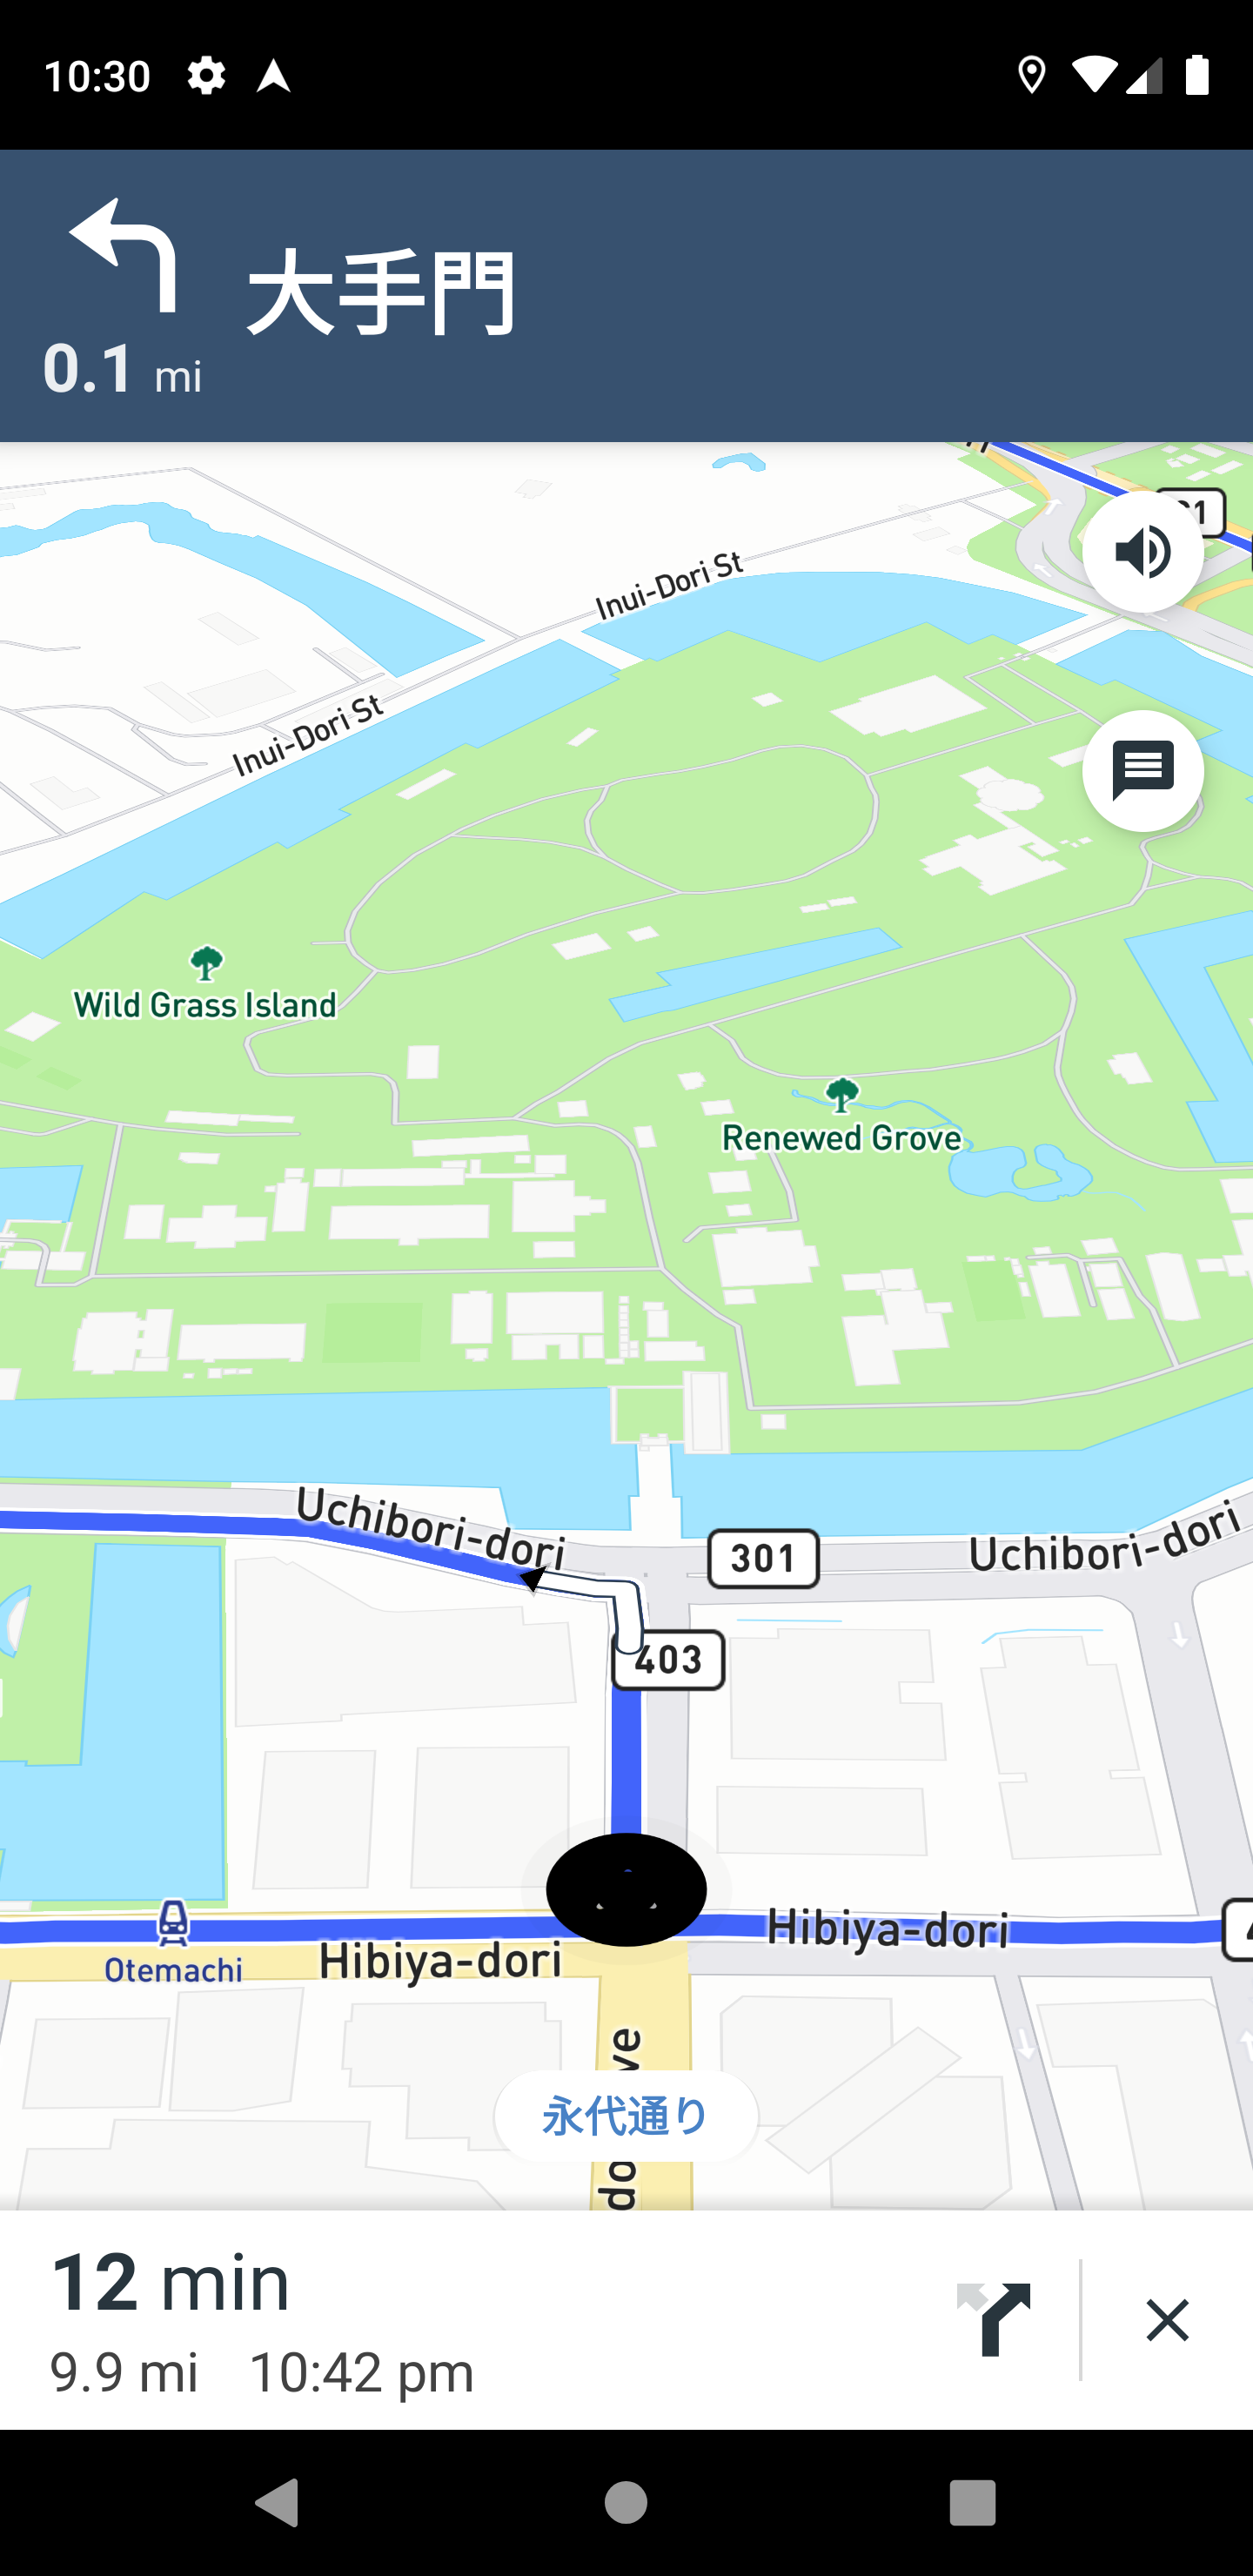 10:30
大手門
0.1 mi
Inui-Dori St
Inui-Dori St
Wild Grass Island
Renewed Grove
Uchibori-dori
301
Uchibori-dori
403
Hibiya-dori
Otemachi
Hibiya-dori
永代通り
12 min
9.9 mi 10:42 pm